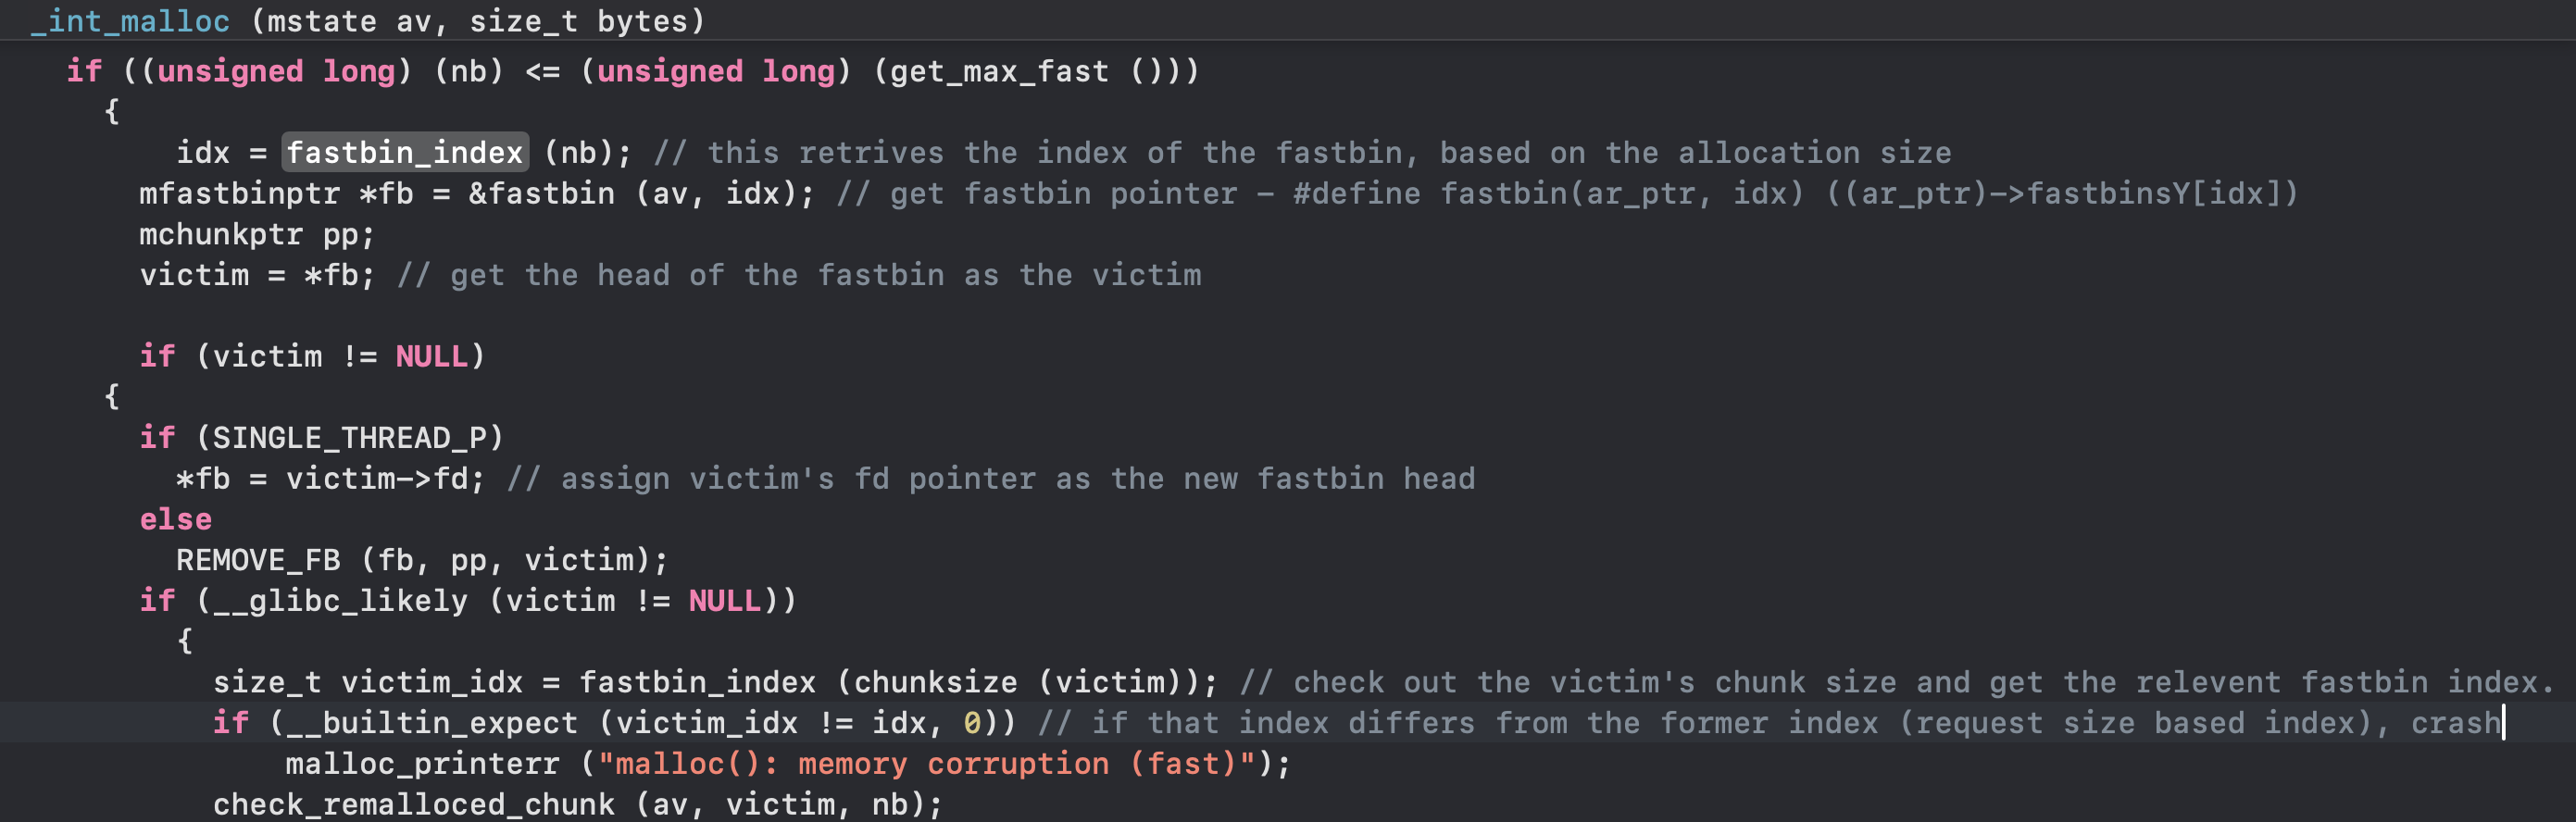 _int_malloc (mstate av, size_t bytes)
if ((unsigned long) (nb) <= (unsigned long) (get_max_fast ()))
{
idx = fastbin_index (nb); // this retrives the index of the fastbin, based on the allocation size
mfastbinptr *fb = &fastbin (av, idx); // get fastbin pointer – #define fastbin(ar_ptr, idx) ((ar_ptr)->fastbinsY[idx])
mchunkptr pp;
victim = *fb; // get the head of the fastbin as the victim
if (victim != NULL)
{
if (SINGLE_THREAD_P)
*fb = victim->fd; // assign victim's fd pointer as the new fastbin head
else
REMOVE_FB (fb, pp, victim);
if (__glibc_likely (victim != NULL))
{
size_t victim_idx = fastbin_index (chunksize (victim)); // check out the victim's chunk size and get the relevent fastbin index.
if (__builtin_expect (victim_idx != idx, 0)) // if that index differs from the former index (request size based index), crash
malloc_printerr ("malloc(): memory corruption (fast)");
check_remalloced_chunk (av, victim, nb);